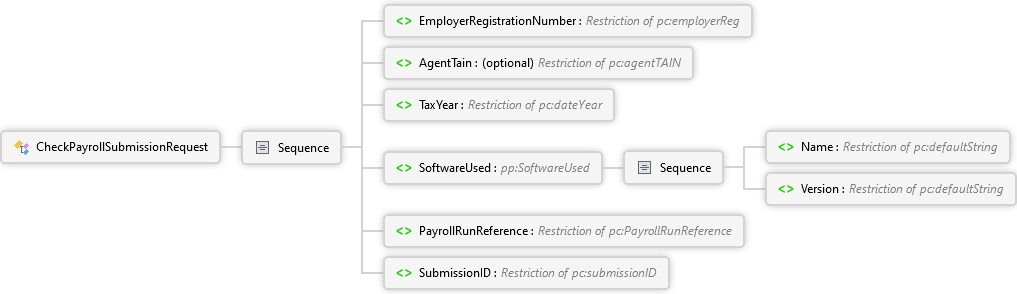 EmployerRegistrationNumber : Restriction of pc:employerReg
AgentTain : (optional) Restriction of pc:agentTAIN
TaxYear : Restriction of pc:dateYear
CheckPayrollSubmissionRequest
Sequence
SoftwareUsed : pp:SoftwareUsed
Sequence
Name : Restriction of pc:defaultString
Version : Restriction of pc:defaultString
PayrollRunReference : Restriction of pc:PayrollRunReference
SubmissionID : Restriction of pc:submissionID